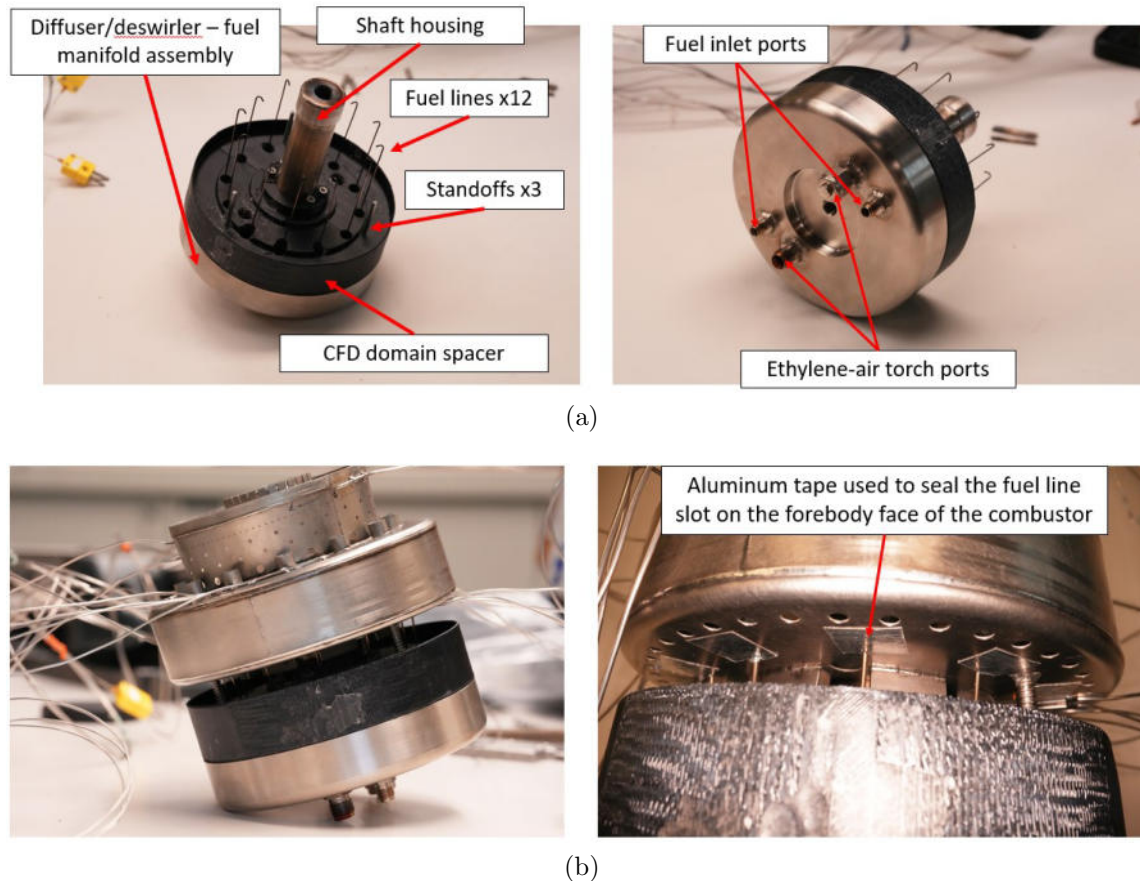 Diffuser/deswirler – fuel
manifold assembly
Shaft housing
Fuel lines x12
Standoffs x3
CFD domain spacer
Fuel inlet ports
Ethylene-air torch ports
(a)
Aluminum tape used to seal the fuel line
slot on the forebody face of the combustor
(b)